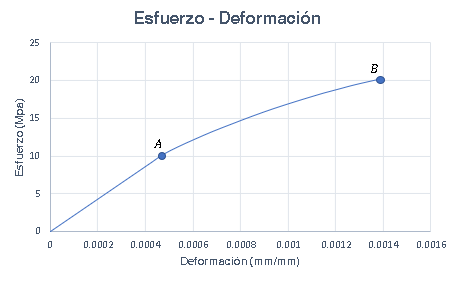 Esfuerzo - Deformación
25
20
15
10
5
0
B
A
Esfuerzo (Mpa)
0 0.0002 0.0004 0.0006 0.0008 0.001 0.0012 0.0014 0.0016
Deformación (mm/mm)